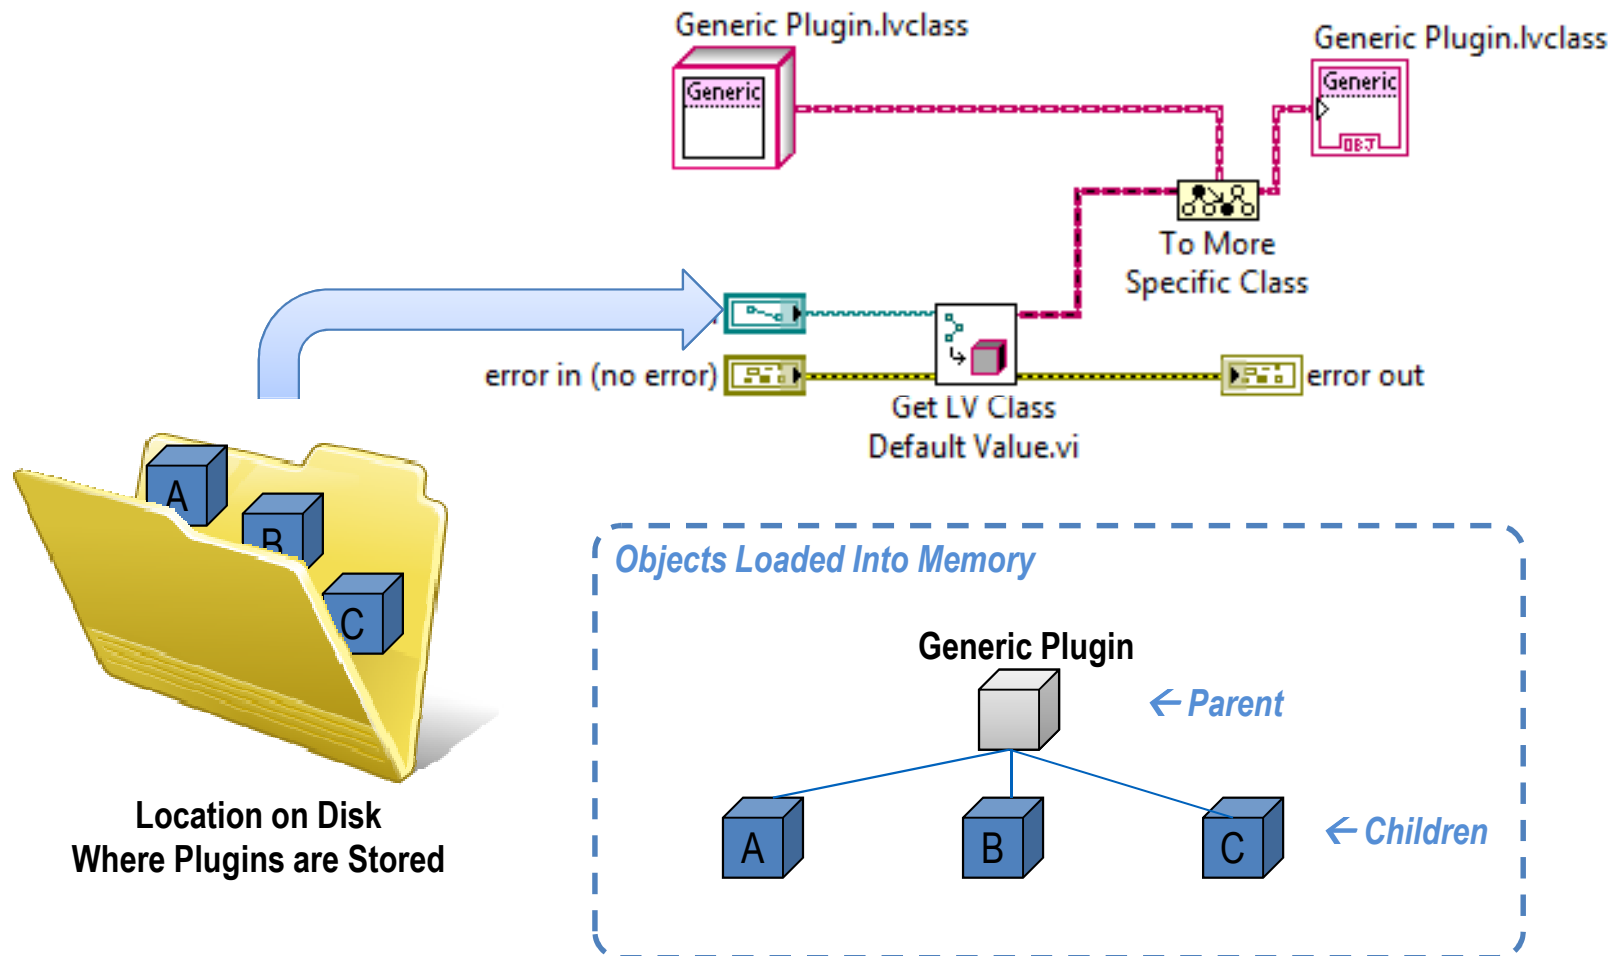 Generic Plugin.lvclass
Generic Plugin.lvclass
Generic
Generic
OBJ
To More
Specific Class
error in (no error)
error out
Get LV Class
Default Value.vi
A
B
C
Objects Loaded Into Memory
Generic Plugin
← Parent
A
B
C
← Children
Location on Disk
Where Plugins are Stored